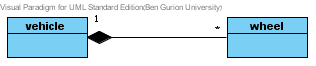 Visual Paradigm for UML Standard Edition(Ben Gurion University)
vehicle 1 * wheel